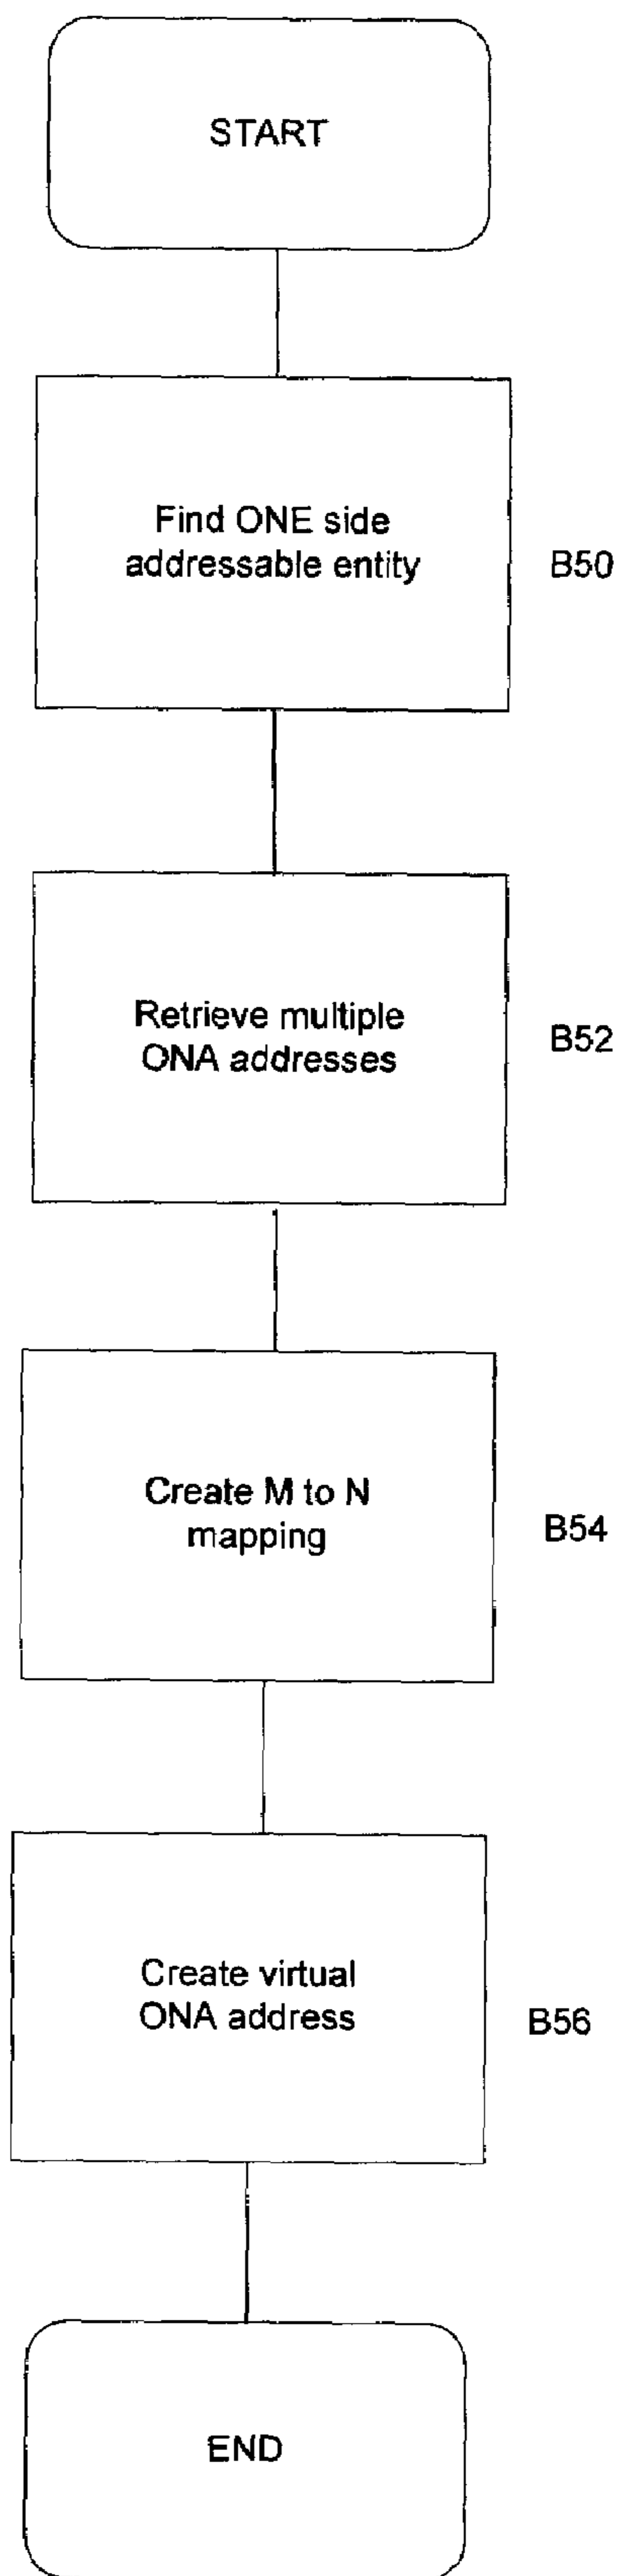 START
Find ONE side
addressable entity
B50
Retrieve multiple
ONA addresses
B52
Create M to N
mapping
B54
Create virtual
ONA address
B56
END